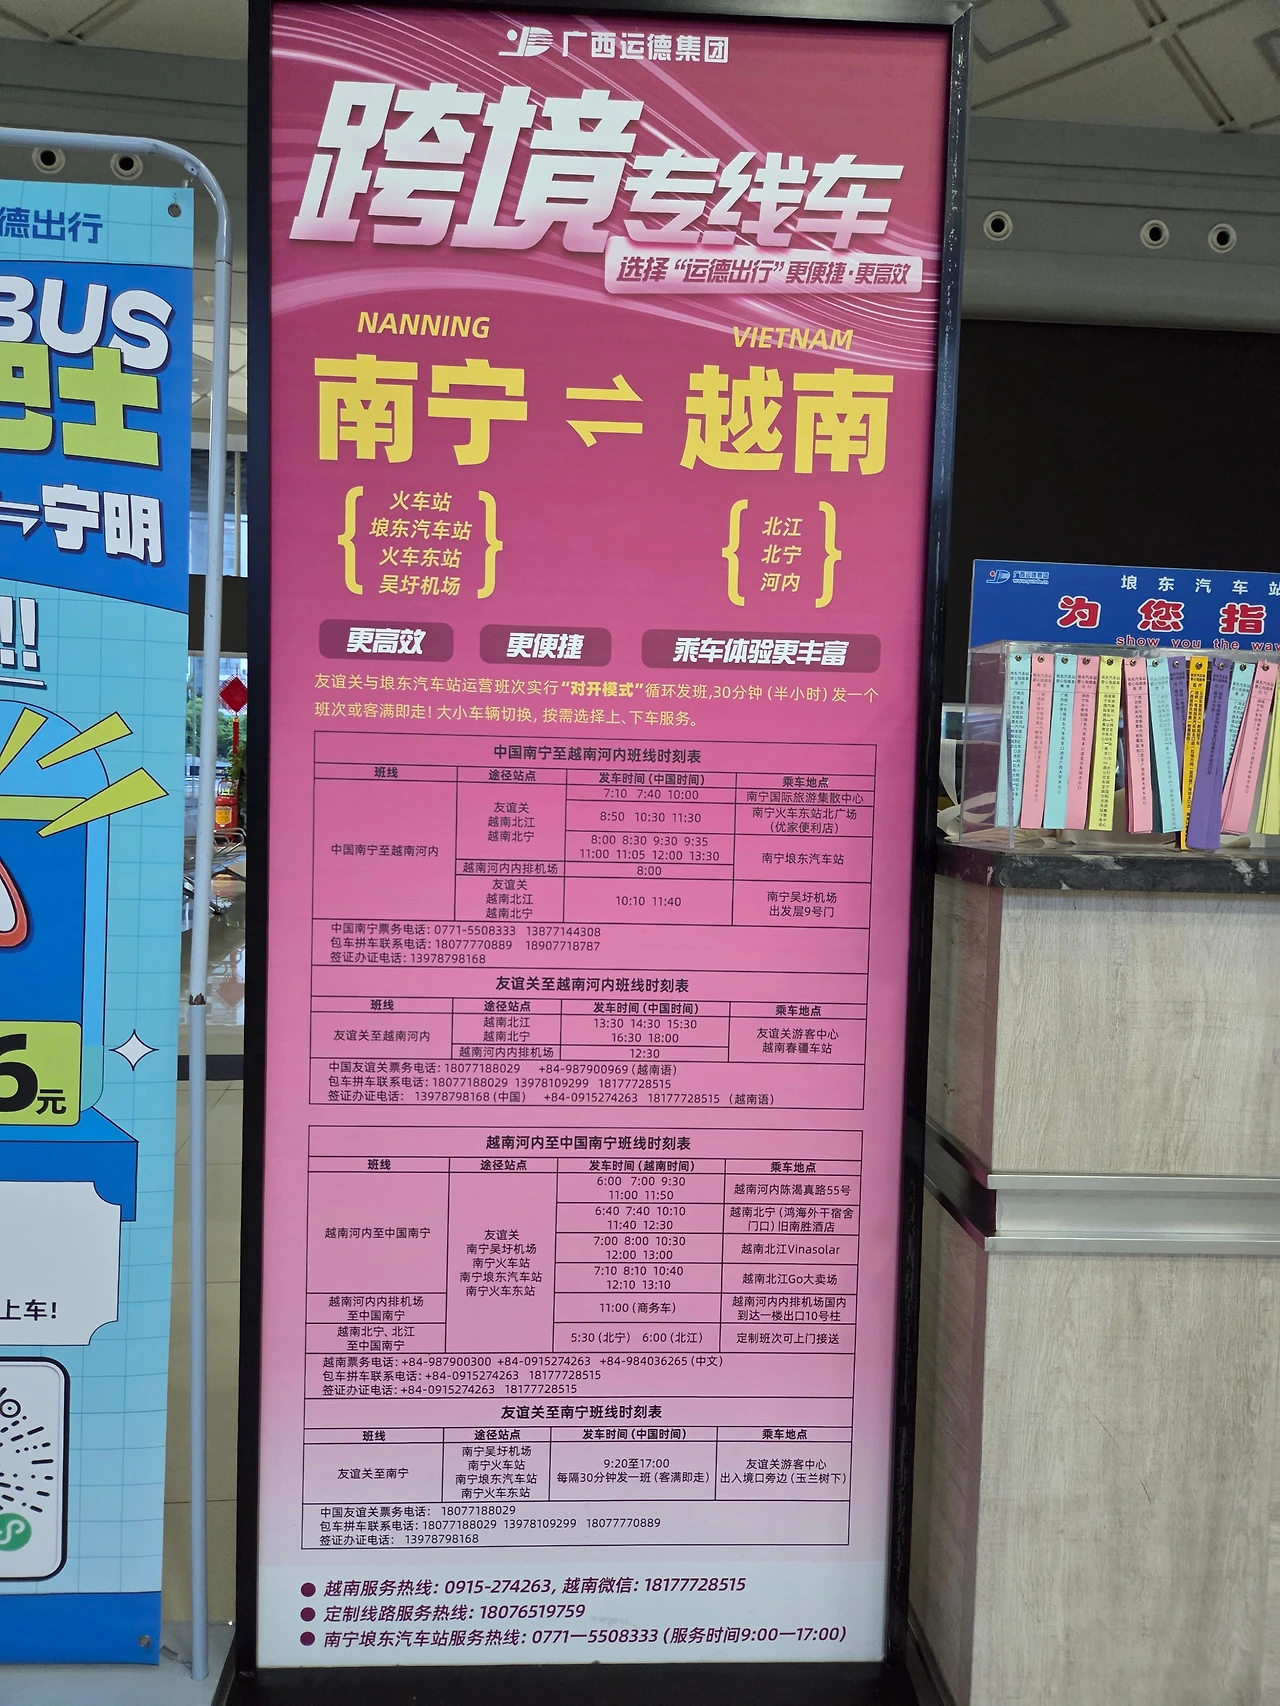 广西运德集团
跨境专线车
选择“运德出行”更便捷·更高效
NANNING
VIETNAM
南宁 ⇌ 越南
火车站
埌东汽车站
火车东站
吴圩机场
北江
北宁
河内
更高效
更便捷
乘车体验更丰富
友谊关与埌东汽车站运营班次实行“对开模式”循环发班,30分钟(半小时)发一个
班次或客满即走!大小车辆切换,按需选择上、下车服务。
中国南宁至越南河内班线时刻表
班线 途径站点 发车时间(中国时间) 乘车地点
中国南宁至越南河内
友谊关
越南北江
越南北宁
7:10 7:40 10:00
南宁国际旅游集散中心
8:50 10:30 11:30
南宁火车东站北广场
(优家便利店)
8:00 8:30 9:30 9:35
11:00 11:05 12:00 13:30
南宁埌东汽车站
越南河内内排机场
8:00
友谊关
越南北江
越南北宁
10:10 11:40
南宁吴圩机场
出发层9号门
中国南宁票务电话:0771-5508333 13877144308
包车拼车联系电话:18077770889 18907718787
签证办证电话:13978798168
友谊关至越南河内班线时刻表
班线 途径站点 发车时间(中国时间) 乘车地点
友谊关至越南河内
越南北江
越南北宁
13:30 14:30 15:30
16:30 18:00
友谊关游客中心
越南春疆车站
越南河内内排机场
12:30
中国友谊关票务电话:18077188029 +84-987900969(越南语)
包车拼车联系电话:18077188029 13978109299 18177728515
签证办证电话: 13978798168(中国) +84-0915274263 18177728515 (越南语)
越南河内至中国南宁班线时刻表
班线 途径站点 发车时间(越南时间) 乘车地点
越南河内至中国南宁
友谊关
南宁吴圩机场
南宁火车站
南宁埌东汽车站
南宁火车东站
6:00 7:00 9:30
11:00 11:50
越南河内陈渴真路55号
6:40 7:40 10:10
11:40 12:30
越南北宁(鸿海外干宿舍
门口)旧南胜酒店
7:00 8:00 10:30
12:00 13:00
越南北江Vinasolar
7:10 8:10 10:40
12:10 13:10
越南北江Go大卖场
越南河内内排机场
至中国南宁
11:00(商务车)
越南河内内排机场国内
到达一楼出口10号柱
越南北宁、北江
至中国南宁
5:30(北宁) 6:00(北江)
定制班次可上门接送
越南票务电话:+84-987900300 +84-0915274263 +84-984036265(中文)
包车拼车联系电话:+84-0915274263 18177728515
签证办证电话:+84-0915274263 18177728515
友谊关至南宁班线时刻表
班线 途径站点 发车时间(中国时间) 乘车地点
友谊关至南宁
南宁吴圩机场
南宁火车站
南宁埌东汽车站
南宁火车东站
9:20至17:00
每隔30分钟发一班(客满即走)
友谊关游客中心
出入境口旁边(玉兰树下)
中国友谊关票务电话: 18077188029
包车拼车联系电话:18077188029 13978109299 18077770889
签证办证电话: 13978798168
● 越南服务热线: 0915-274263, 越南微信: 18177728515
● 定制线路服务热线: 18076519759
● 南宁埌东汽车站服务热线: 0771—5508333 (服务时间9:00—17:00)
德出行
BUS
巴士
⇌宁明
!!
6元
上车!
广西运德集团
埌东汽车站
为您指
show you the way